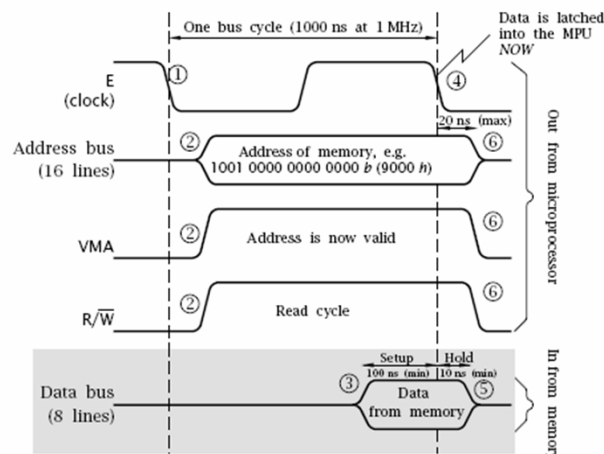 One bus cycle (1000 ns at 1 MHz)
Data is latched
into the MPU
NOW
E
(clock)
①
④
20 ns (max)
Address bus
(16 lines)
②
Address of memory, e.g.
1001 0000 0000 0000 b (9000 h)
⑥
VMA
②
Address is now valid
⑥
R/W̅
②
Read cycle
⑥
Out from microprocessor
Setup
Hold
100 ns (min)
10 ns (min)
Data bus
(8 lines)
③
Data
from memory
⑤
In from memor